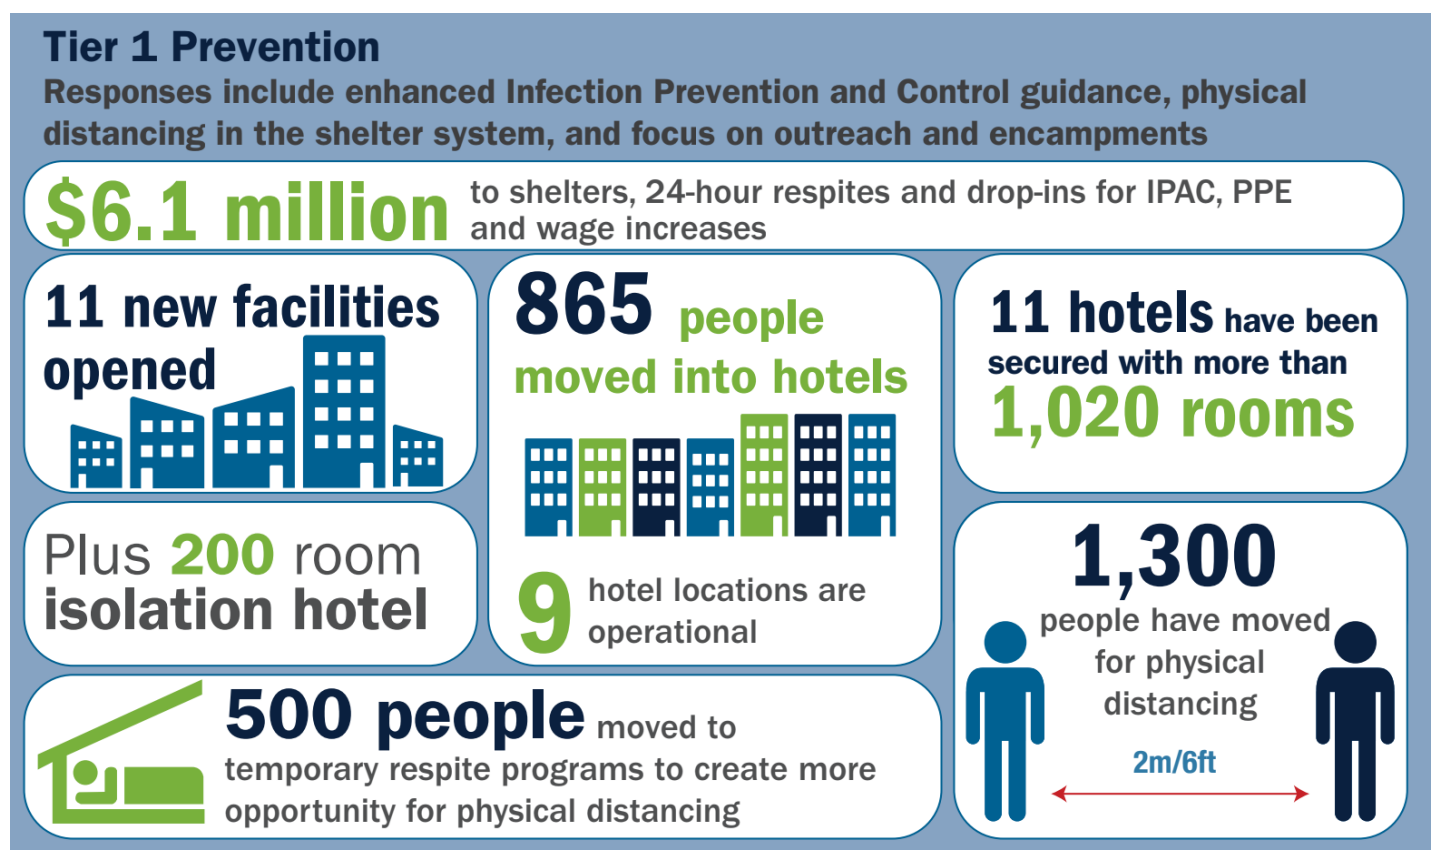 Tier 1 Prevention
Responses include enhanced Infection Prevention and Control guidance, physical
distancing in the shelter system, and focus on outreach and encampments
$6.1 million to shelters, 24-hour respites and drop-ins for IPAC, PPE
and wage increases
11 new facilities
opened
865 people
moved into hotels
9 hotel locations are
operational
11 hotels have been
secured with more than
1,020 rooms
Plus 200 room
isolation hotel
1,300
people have moved
for physical
distancing
2m/6ft
500 people moved to
temporary respite programs to create more
opportunity for physical distancing